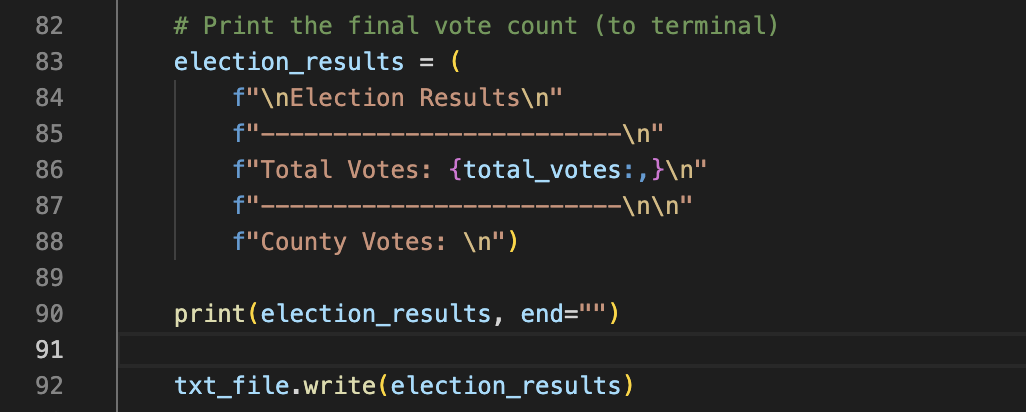 82 # Print the final vote count (to terminal)
83 election_results = (
84 f"\nElection Results\n"
85 f"-------------------------\n"
86 f"Total Votes: {total_votes:,}\n"
87 f"-------------------------\n\n"
88 f"County Votes: \n")
89
90 print(election_results, end="")
91
92 txt_file.write(election_results)